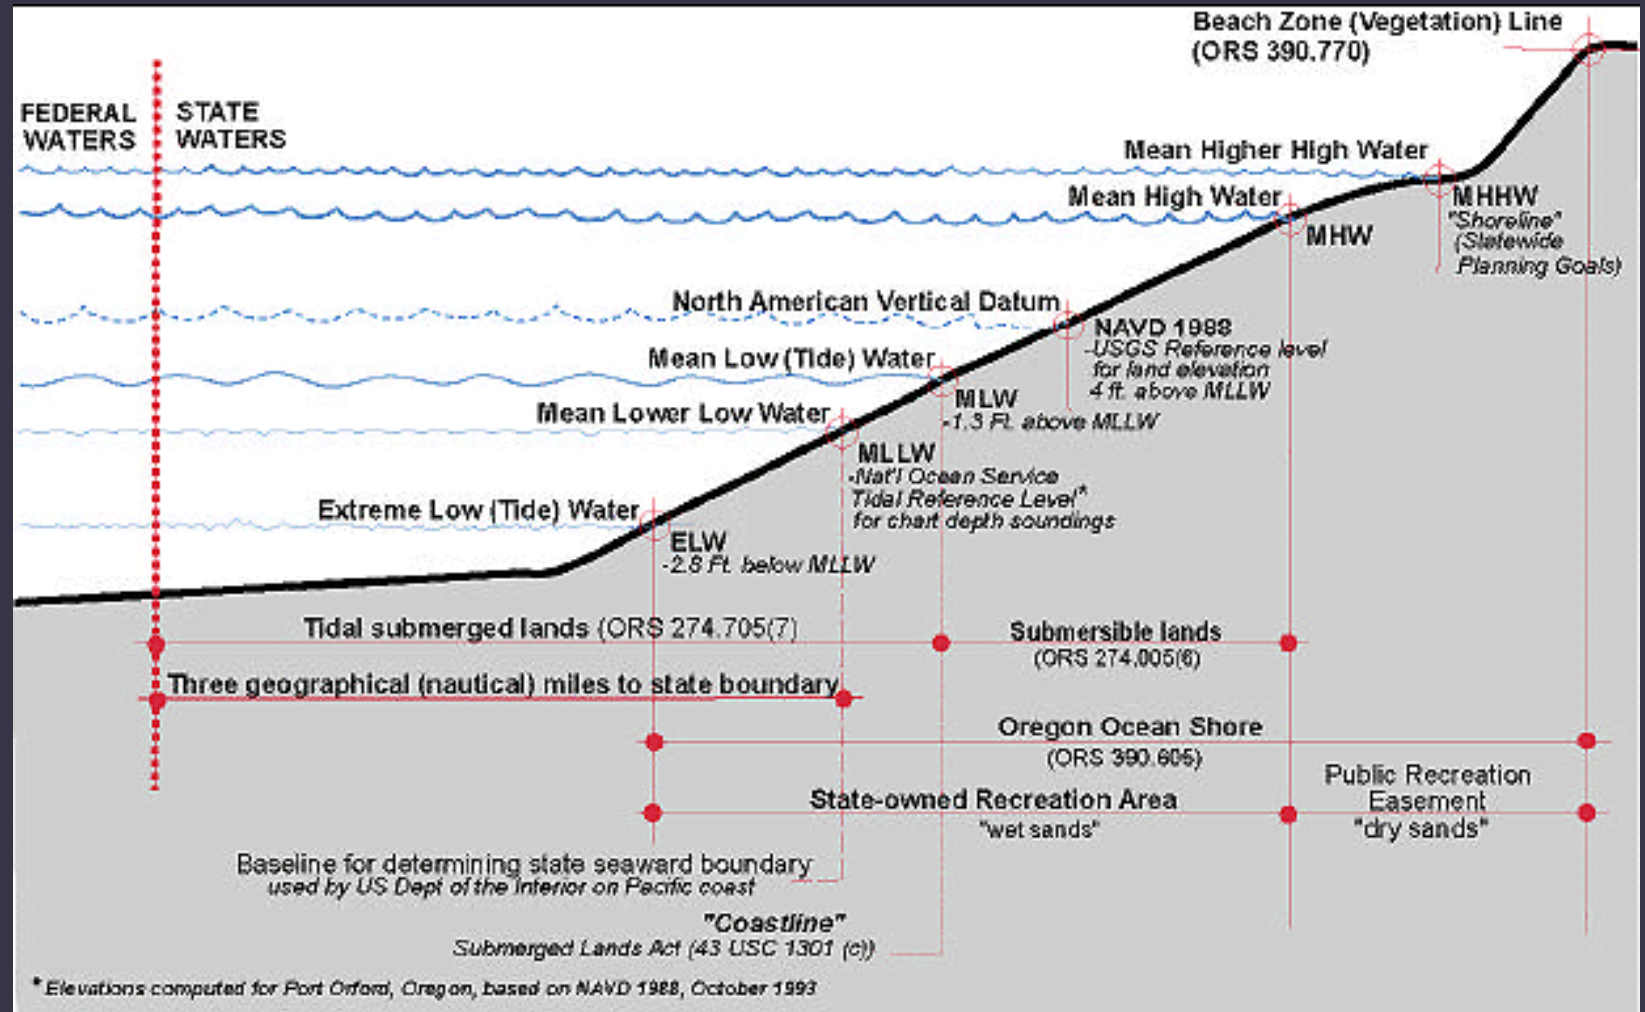 Beach Zone (Vegetation) Line
(ORS 390.770)
FEDERAL
WATERS
STATE
WATERS
Mean Higher High Water
MHHW
"Shoreline"
(Statewide
Planning Goals)
Mean High Water
MHW
North American Vertical Datum
NAVD 1988
-USGS Reference level
for land elevation
4 ft. above MLLW
Mean Low (Tide) Water
MLW
-1.3 Ft. above MLLW
Mean Lower Low Water
MLLW
-Nat'l Ocean Service
Tidal Reference Level*
for chart depth soundings
Extreme Low (Tide) Water
ELW
-2.8 Ft. below MLLW
Tidal submerged lands (ORS 274.705(7)
Submersible lands
(ORS 274.005(6)
Three geographical (nautical) miles to state boundary
Oregon Ocean Shore
(ORS 390.605)
State-owned Recreation Area
"wet sands"
Public Recreation
Easement
"dry sands"
Baseline for determining state seaward boundary
used by US Dept of the Interior on Pacific coast
"Coastline"
Submerged Lands Act (43 USC 1301 (c))
* Elevations computed for Port Orford, Oregon, based on NAVD 1988, October 1993